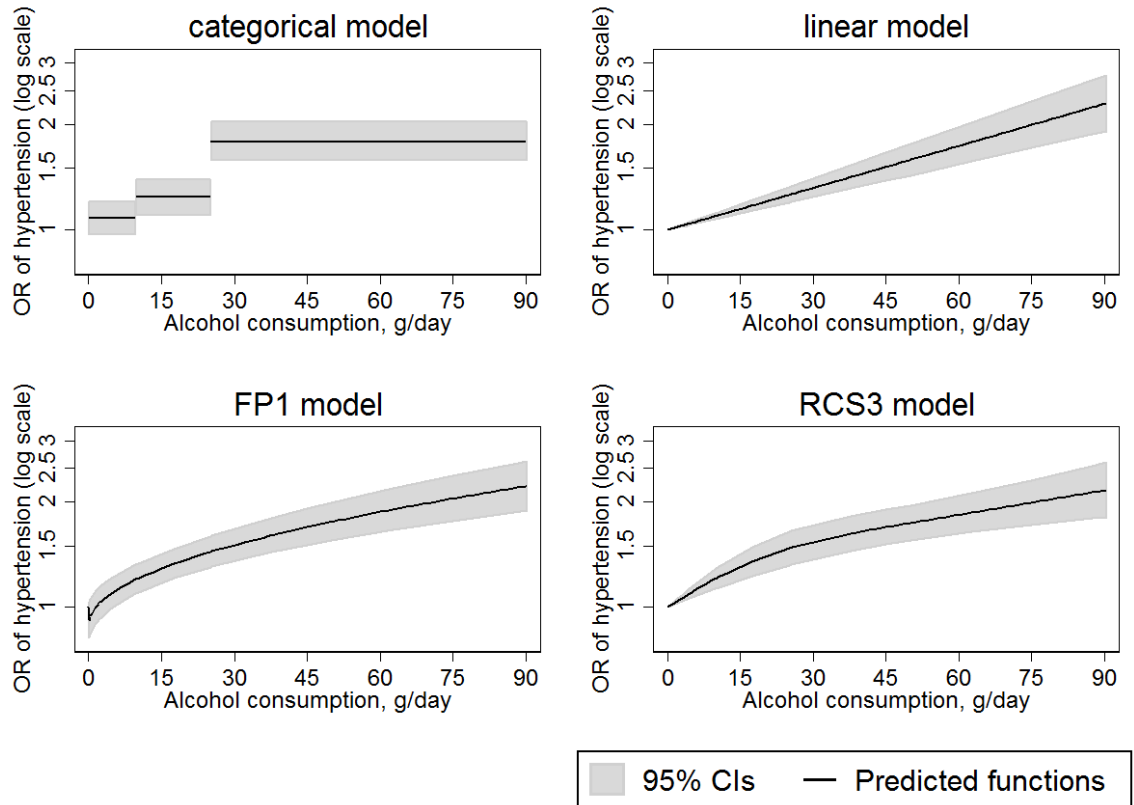 categorical model
OR of hypertension (log scale)
3
2.5
2
1.5
1
0 15 30 45 60 75 90
Alcohol consumption, g/day
linear model
OR of hypertension (log scale)
3
2.5
2
1.5
1
0 15 30 45 60 75 90
Alcohol consumption, g/day
FP1 model
OR of hypertension (log scale)
3
2.5
2
1.5
1
0 15 30 45 60 75 90
Alcohol consumption, g/day
RCS3 model
OR of hypertension (log scale)
3
2.5
2
1.5
1
0 15 30 45 60 75 90
Alcohol consumption, g/day
95% CIs Predicted functions